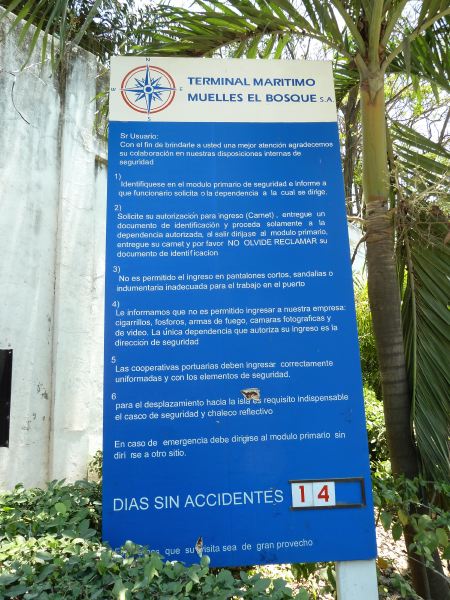 N
W
E
S
TERMINAL MARITIMO
MUELLES EL BOSQUE S.A.
Sr Usuario:
Con el fin de brindarle a usted una mejor atención agradecemos
su colaboración en nuestras disposiciones internas de
seguridad
1)
Identifiquese en el modulo primario de seguridad e informe a
que funcionario solicita o la dependencia a la cual se dirige.
2)
Solicite su autorización para ingreso (Carnet) , entregue un
documento de identificación y proceda solamente a la
dependencia autorizada, al salir dirijase al modulo primario,
entregue su carnet y por favor NO OLVIDE RECLAMAR su
documento de identificacion
3)
No es permitido el ingreso en pantalones cortos, sandalias o
indumentaria inadecuada para el trabajo en el puerto
4)
Le informamos que no es permitido ingresar a nuestra empresa:
cigarrillos, fosforos, armas de fuego, camaras fotograficas y
de video. La única dependencia que autoriza su ingreso es la
dirección de seguridad
5
Las cooperativas portuarias deben ingresar correctamente
uniformadas y con los elementos de seguridad.
6
para el desplazamiento hacia la isla es requisito indispensable
el casco de seguridad y chaleco reflectivo
En caso de emergencia debe dirigirse al modulo primario sin
diri rse a otro sitio.
DIAS SIN ACCIDENTES 14
que su visita sea de gran provecho